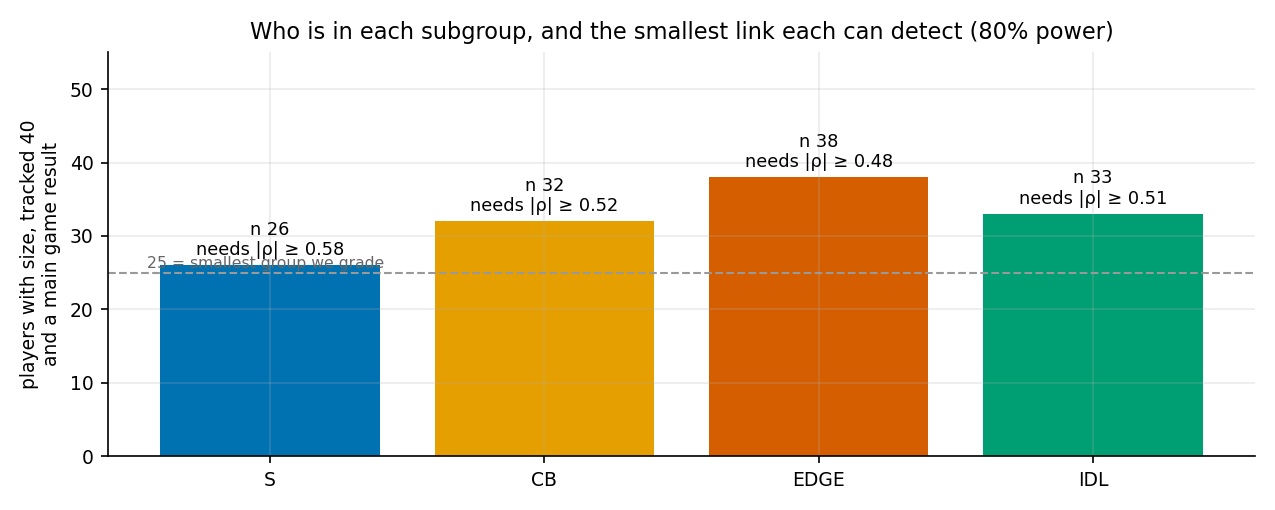 Who is in each subgroup, and the smallest link each can detect (80% power)
players with size, tracked 40
and a main game result
50
40
30
20
10
0
n 26
needs |ρ| ≥ 0.58
25 = smallest group we grade
n 32
needs |ρ| ≥ 0.52
n 38
needs |ρ| ≥ 0.48
n 33
needs |ρ| ≥ 0.51
S
CB
EDGE
IDL